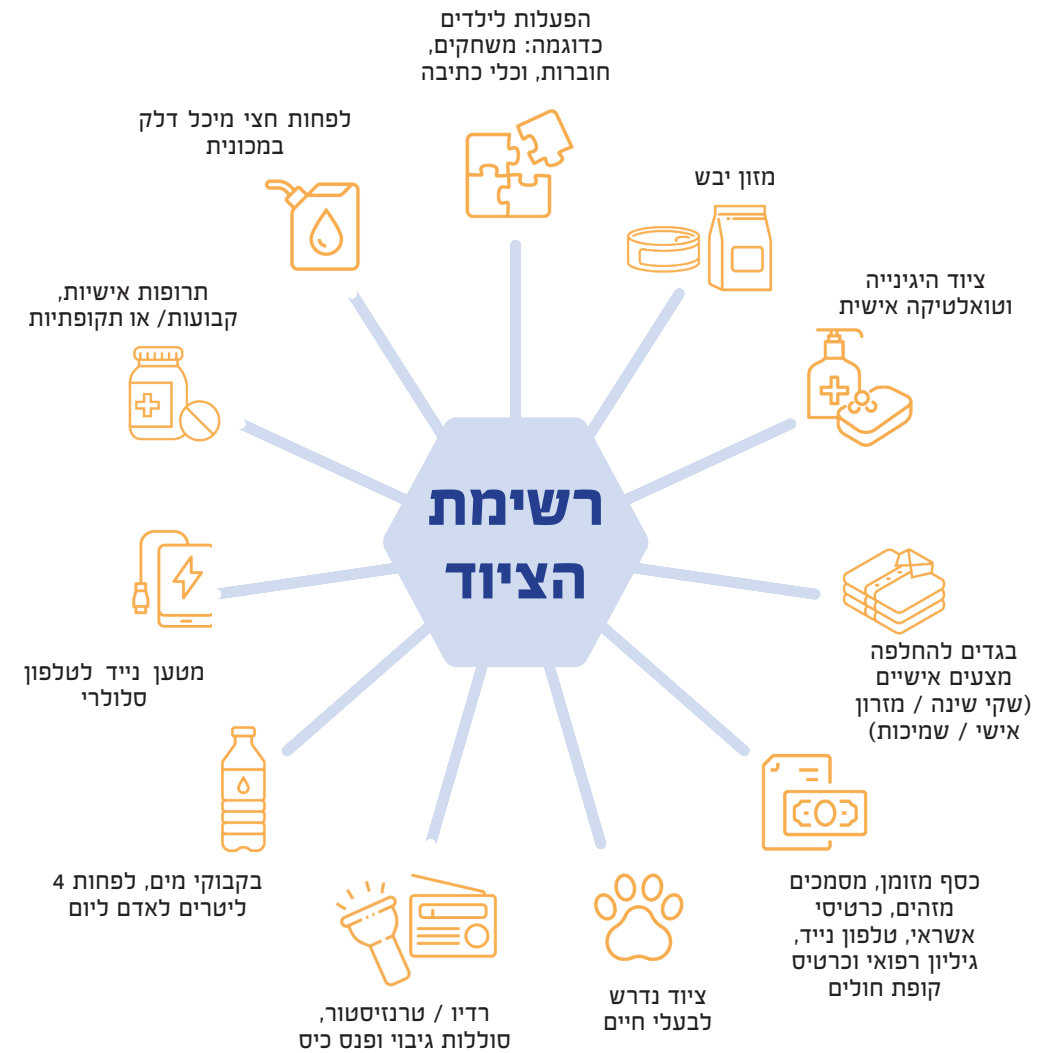 הפעלות לילדים
כדוגמה: משחקים,
חוברות, וכלי כתיבה
לפחות חצי מיכל דלק
במכונית
מזון יבש
ציוד היגינייה
וטואלטיקה אישית
תרופות אישיות,
קבועות/ או תקופתיות
רשימת
הציוד
בגדים להחלפה
מצעים אישיים
(שקי שינה / מזרון
אישי / שמיכות)
מטען נייד לטלפון
סלולרי
כסף מזומן, מסמכים
מזהים, כרטיסי
אשראי, טלפון נייד,
גיליון רפואי וכרטיס
קופת חולים
בקבוקי מים, לפחות 4
ליטרים לאדם ליום
ציוד נדרש
לבעלי חיים
רדיו / טרנזיסטור,
סוללות גיבוי ופנס כיס